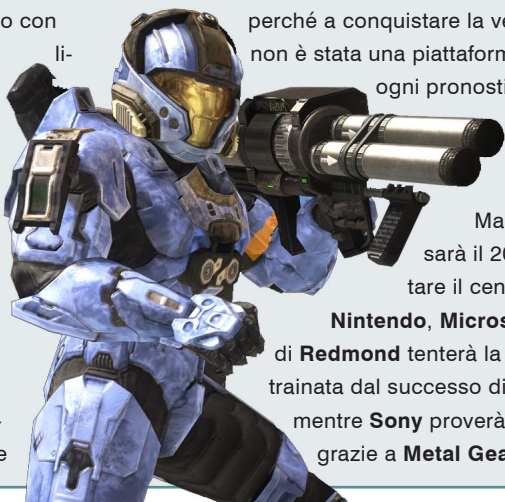 o con
li-
e
perché a conquistare la ve
non è stata una piattaform
ogni pronosti
Ma
sarà il 20
tare il cen
Nintendo, Micros
di Redmond tenterà la
trainata dal successo di
mentre Sony proverà
grazie a Metal Gea